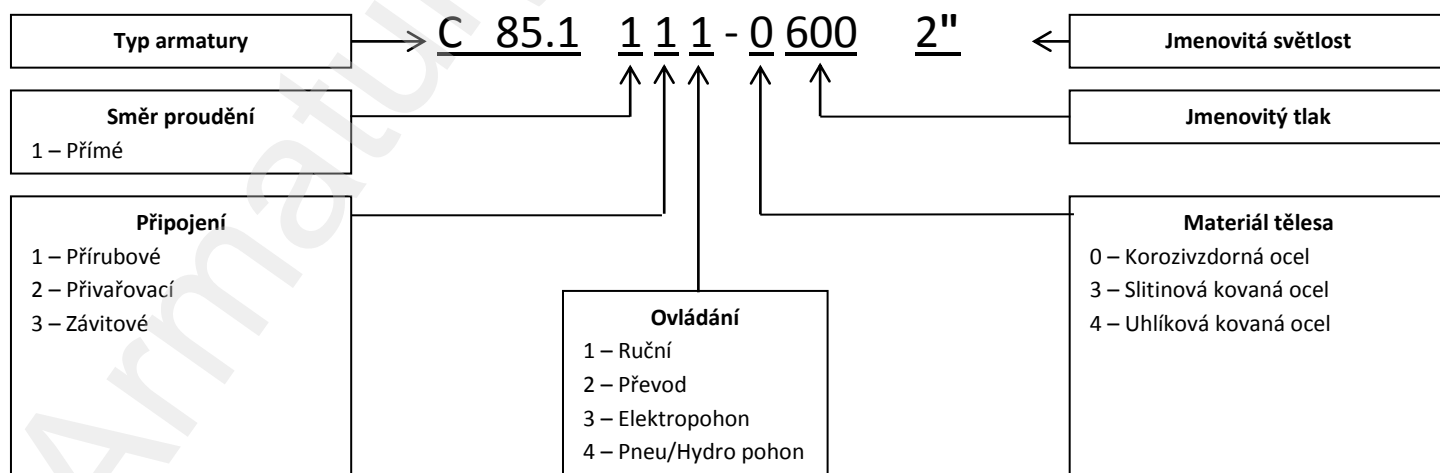 Typ armatury
C 85.1 1 1 1 - 0 600 2"
Jmenovitá světlost
Směr proudění
1 – Přímé
Jmenovitý tlak
Připojení
1 – Přírubové
2 – Přivařovací
3 – Závitové
Ovládání
1 – Ruční
2 – Převod
3 – Elektropohon
4 – Pneu/Hydro pohon
Materiál tělesa
0 – Korozivzdorná ocel
3 – Slitinová kovaná ocel
4 – Uhlíková kovaná ocel
Armatu